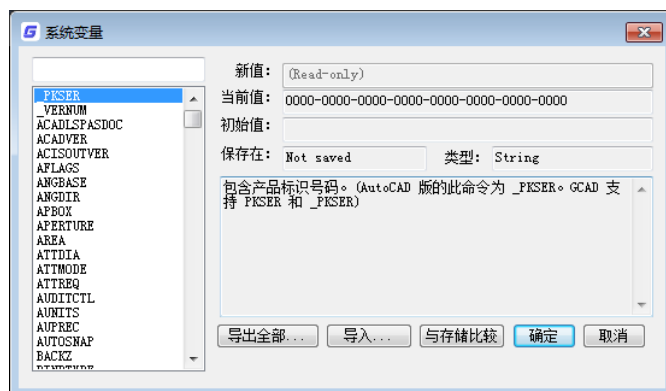 系统变量
新值: (Read-only)
当前值: 0000-0000-0000-0000-0000-0000-0000-0000
初始值:
保存在: Not saved 类型: String
包含产品标识号码。(AutoCAD 版的此命令为 _PKSER。GCAD 支
持 PKSER 和 _PKSER)
_PKSER
_VERNUM
ACADLSPASDOC
ACADVER
ACISOUTVER
AFLAGS
ANGBASE
ANGDIR
APBOX
APERTURE
AREA
ATTDIA
ATTMODE
ATTREQ
AUDITCTL
AUNITS
AUPREC
AUTOSNAP
BACKZ
导出全部... 导入... 与存储比较 确定 取消